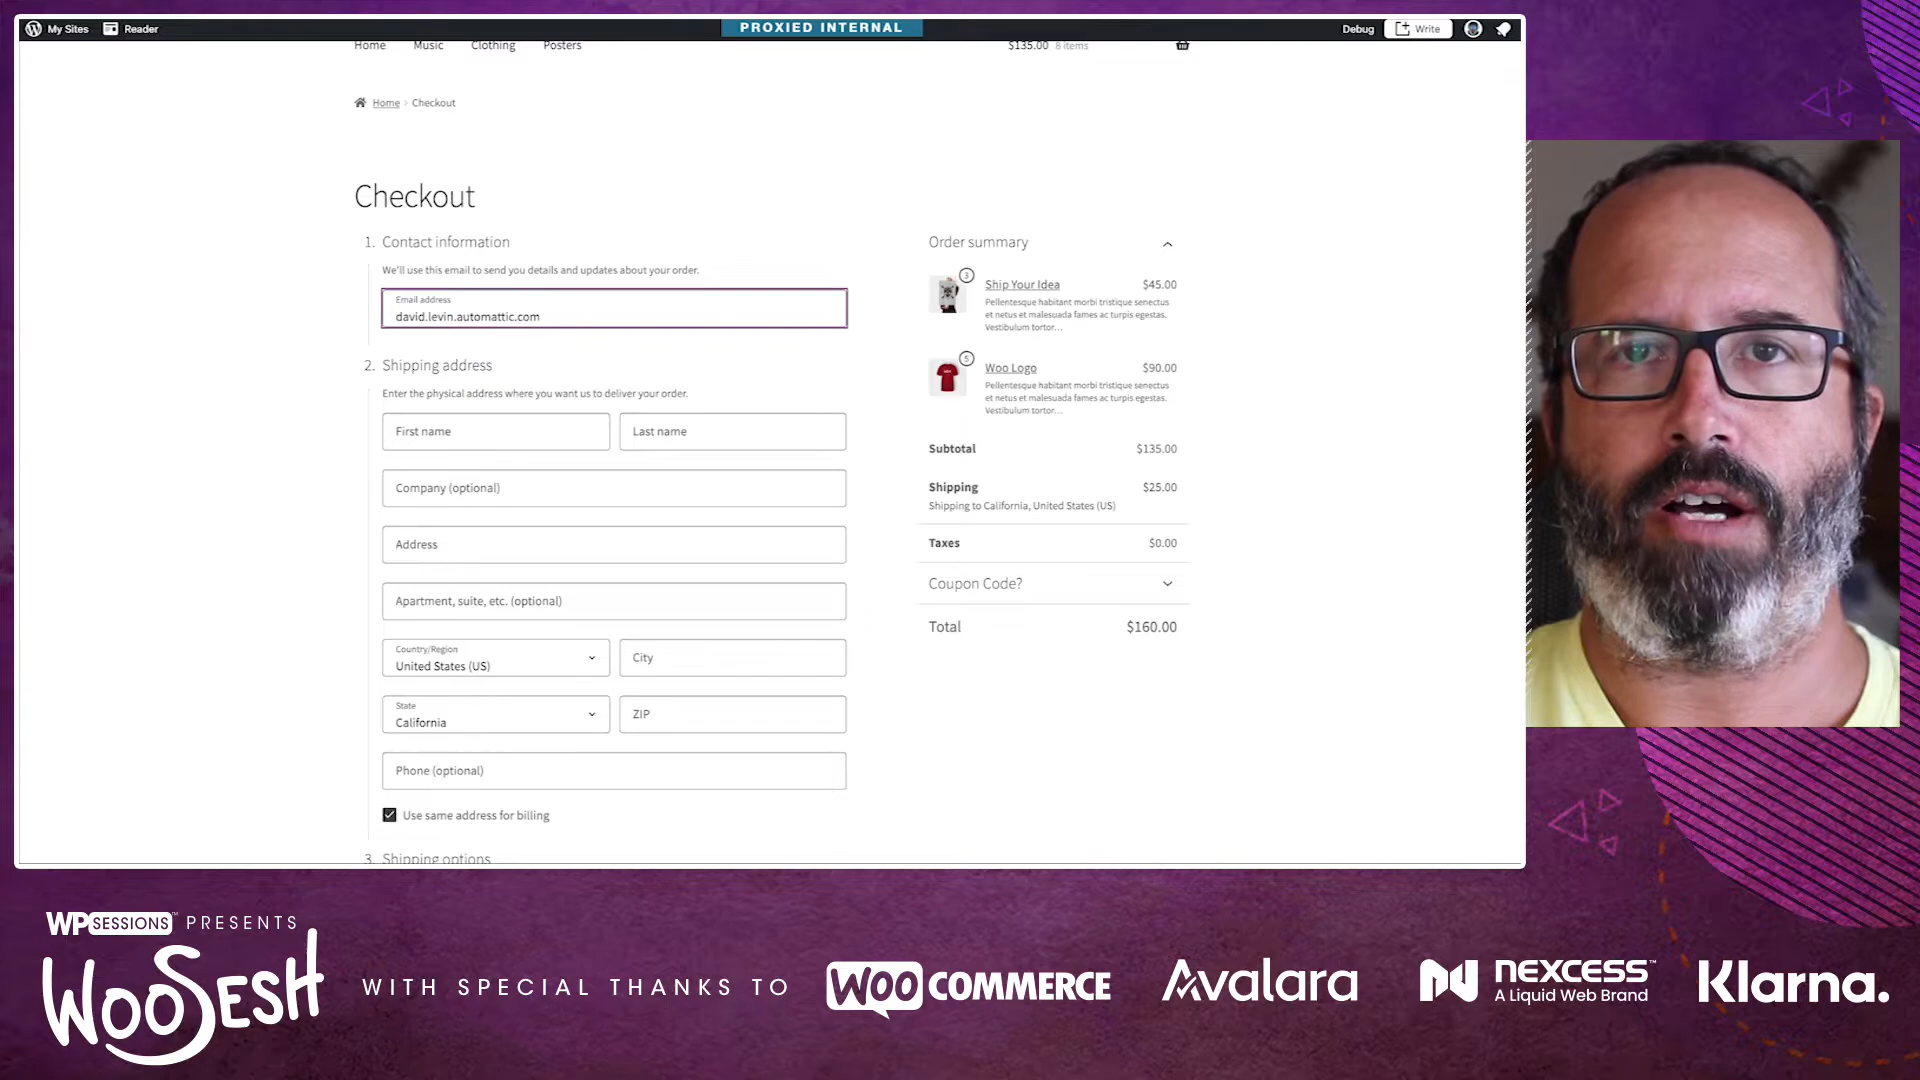 My Sites
Reader
PROXIED INTERNAL
Debug
Write
Home
Music
Clothing
Posters
$135.00 8 items
Home > Checkout
Checkout
1. Contact information
We'll use this email to send you details and updates about your order.
Email address
david.levin.automattic.com
2. Shipping address
Enter the physical address where you want us to deliver your order.
First name
Last name
Company (optional)
Address
Apartment, suite, etc. (optional)
Country/Region
United States (US)
City
State
California
ZIP
Phone (optional)
Use same address for billing
3. Shipping options
Order summary
3
Ship Your Idea $45.00
Pellentesque habitant morbi tristique senectus
et netus et malesuada fames ac turpis egestas.
Vestibulum tortor…
5
Woo Logo $90.00
Pellentesque habitant morbi tristique senectus
et netus et malesuada fames ac turpis egestas.
Vestibulum tortor…
Subtotal $135.00
Shipping $25.00
Shipping to California, United States (US)
Taxes $0.00
Coupon Code?
Total $160.00
WPSESSIONS™ PRESENTS
WOOSESH
WITH SPECIAL THANKS TO
WOOCOMMERCE
Avalara
NEXCESS™
A Liquid Web Brand
Klarna.